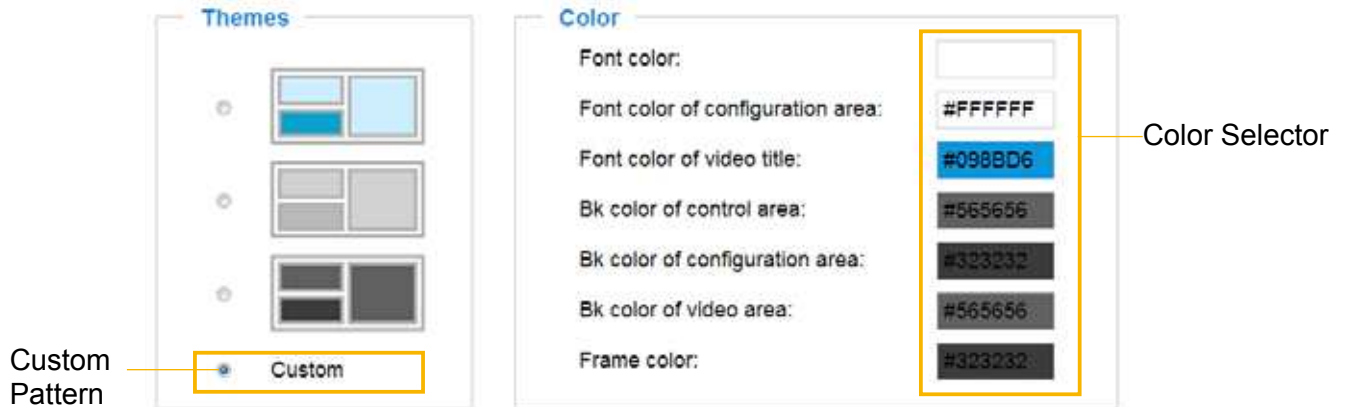 Themes
Custom
Custom
Pattern
Color
Font color:
Font color of configuration area: #FFFFFF
Font color of video title: #098BD6
Bk color of control area: #565656
Bk color of configuration area: #323232
Bk color of video area: #565656
Frame color: #323232
Color Selector